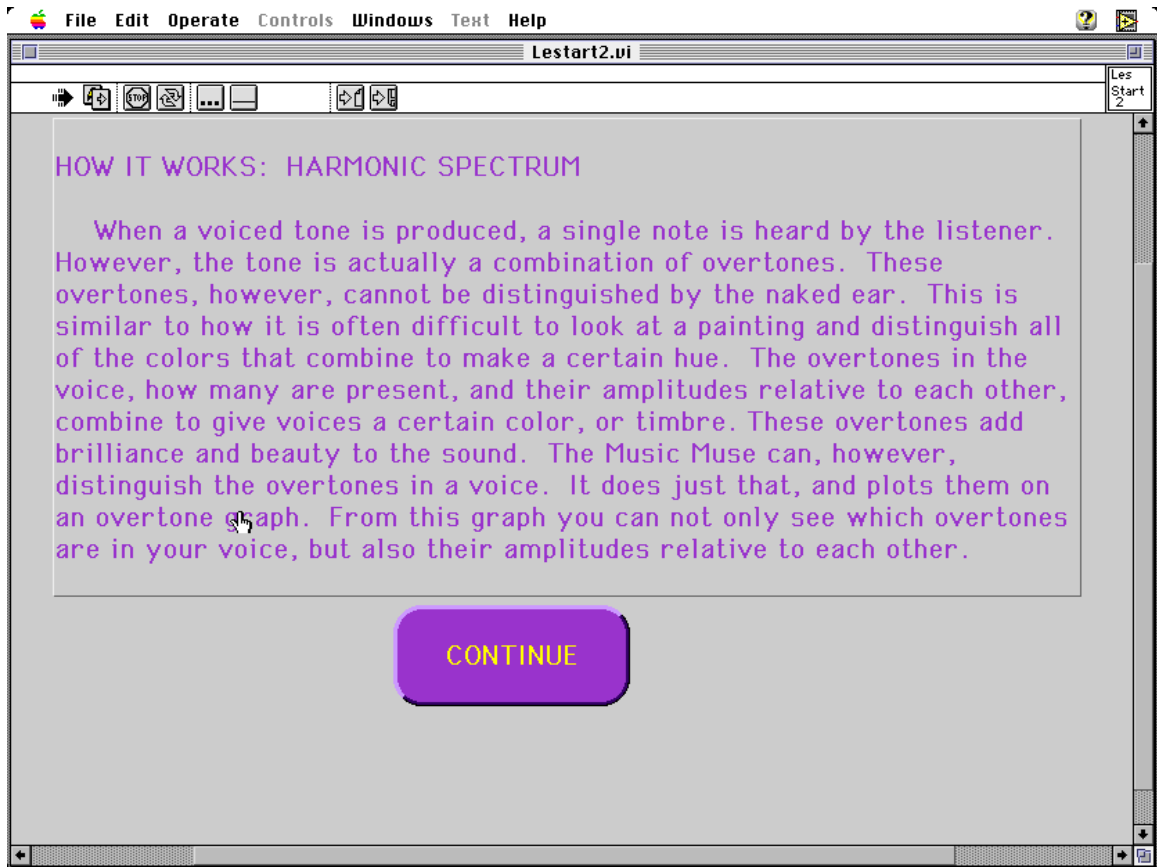 File Edit Operate Controls Windows Text Help
Lestart2.vi
STOP
...
Les
Start
2
HOW IT WORKS:  HARMONIC SPECTRUM
When a voiced tone is produced, a single note is heard by the listener.
However, the tone is actually a combination of overtones.  These
overtones, however, cannot be distinguished by the naked ear.  This is
similar to how it is often difficult to look at a painting and distinguish all
of the colors that combine to make a certain hue.  The overtones in the
voice, how many are present, and their amplitudes relative to each other,
combine to give voices a certain color, or timbre. These overtones add
brilliance and beauty to the sound.  The Music Muse can, however,
distinguish the overtones in a voice.  It does just that, and plots them on
an overtone graph.  From this graph you can not only see which overtones
are in your voice, but also their amplitudes relative to each other.
CONTINUE